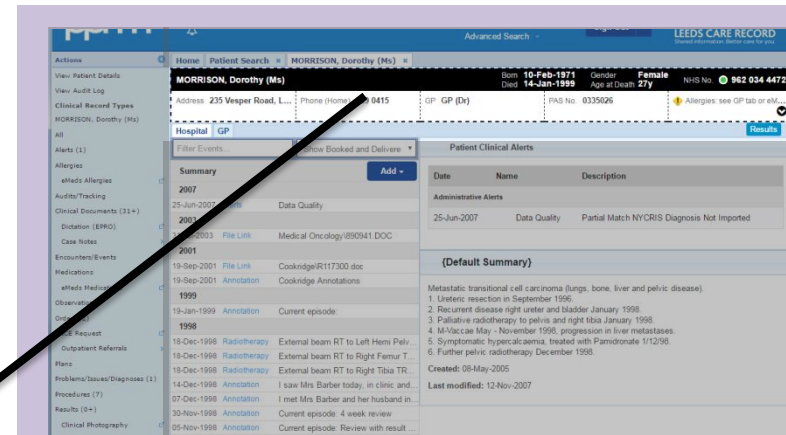 Advanced Search
LEEDS CARE RECORD
Shared information. Better care for you
Actions
Home Patient Search × MORRISON, Dorothy (Ms) ×
View Patient Details
View Audit Log
Clinical Record Types
MORRISON, Dorothy (Ms)
All
Alerts (1)
Allergies
eMeds Allergies
Audits/Tracking
Clinical Documents (31+)
Dictation (EPRO)
Case Notes
Encounters/Events
Medications
Plans
Problems/Issues/Diagnoses (1)
Procedures (7)
Results (0+)
Clinical Photography
MORRISON, Dorothy (Ms)
Born 10-Feb-1971 Gender Female
Died 14-Jan-1999 Age at Death 27y
NHS No. 962 034 4472
Address 235 Vesper Road, L... Phone (Home) 0415 GP GP (Dr) PAS No. 0335026 Allergies: see GP tab or eM...
Hospital GP Results
Filter Events... Show Booked and Delivere
Summary Add
2007
25-Jun-2007 Data Quality
2003
-2003 File Link Medical Oncology\890941.DOC
2001
19-Sep-2001 File Link Cookridge\R117300.doc
19-Sep-2001 Annotation Cookridge Annotations
1999
19-Jan-1999 Annotation Current episode:
1998
18-Dec-1998 Radiotherapy External beam RT to Left Hemi Pelv...
18-Dec-1998 Radiotherapy External beam RT to Right Femur T...
18-Dec-1998 Radiotherapy External beam RT to Right Tibia TR...
14-Dec-1998 Annotation I saw Mrs Barber today, in clinic and...
07-Dec-1998 Annotation I met Mrs Barber and her husband in...
30-Nov-1998 Annotation Current episode: 4 week review
05-Nov-1998 Annotation Current episode: Review with result ...
Patient Clinical Alerts
Date Name Description
Administrative Alerts
25-Jun-2007 Data Quality Partial Match NYCRIS Diagnosis Not Imported
{Default Summary}
Metastatic transitional cell carcinoma (lungs, bone, liver and pelvic disease).
1. Ureteric resection in September 1996.
2. Recurrent disease right ureter and bladder January 1998.
3. Palliative radiotherapy to pelvis and right tibia January 1998.
4. M-Vaccae May - November 1998, progression in liver metastases.
5. Symptomatic hypercalcaemia, treated with Pamidronate 1/12/98.
6. Further pelvic radiotherapy December 1998.
Created: 08-May-2005
Last modified: 12-Nov-2007